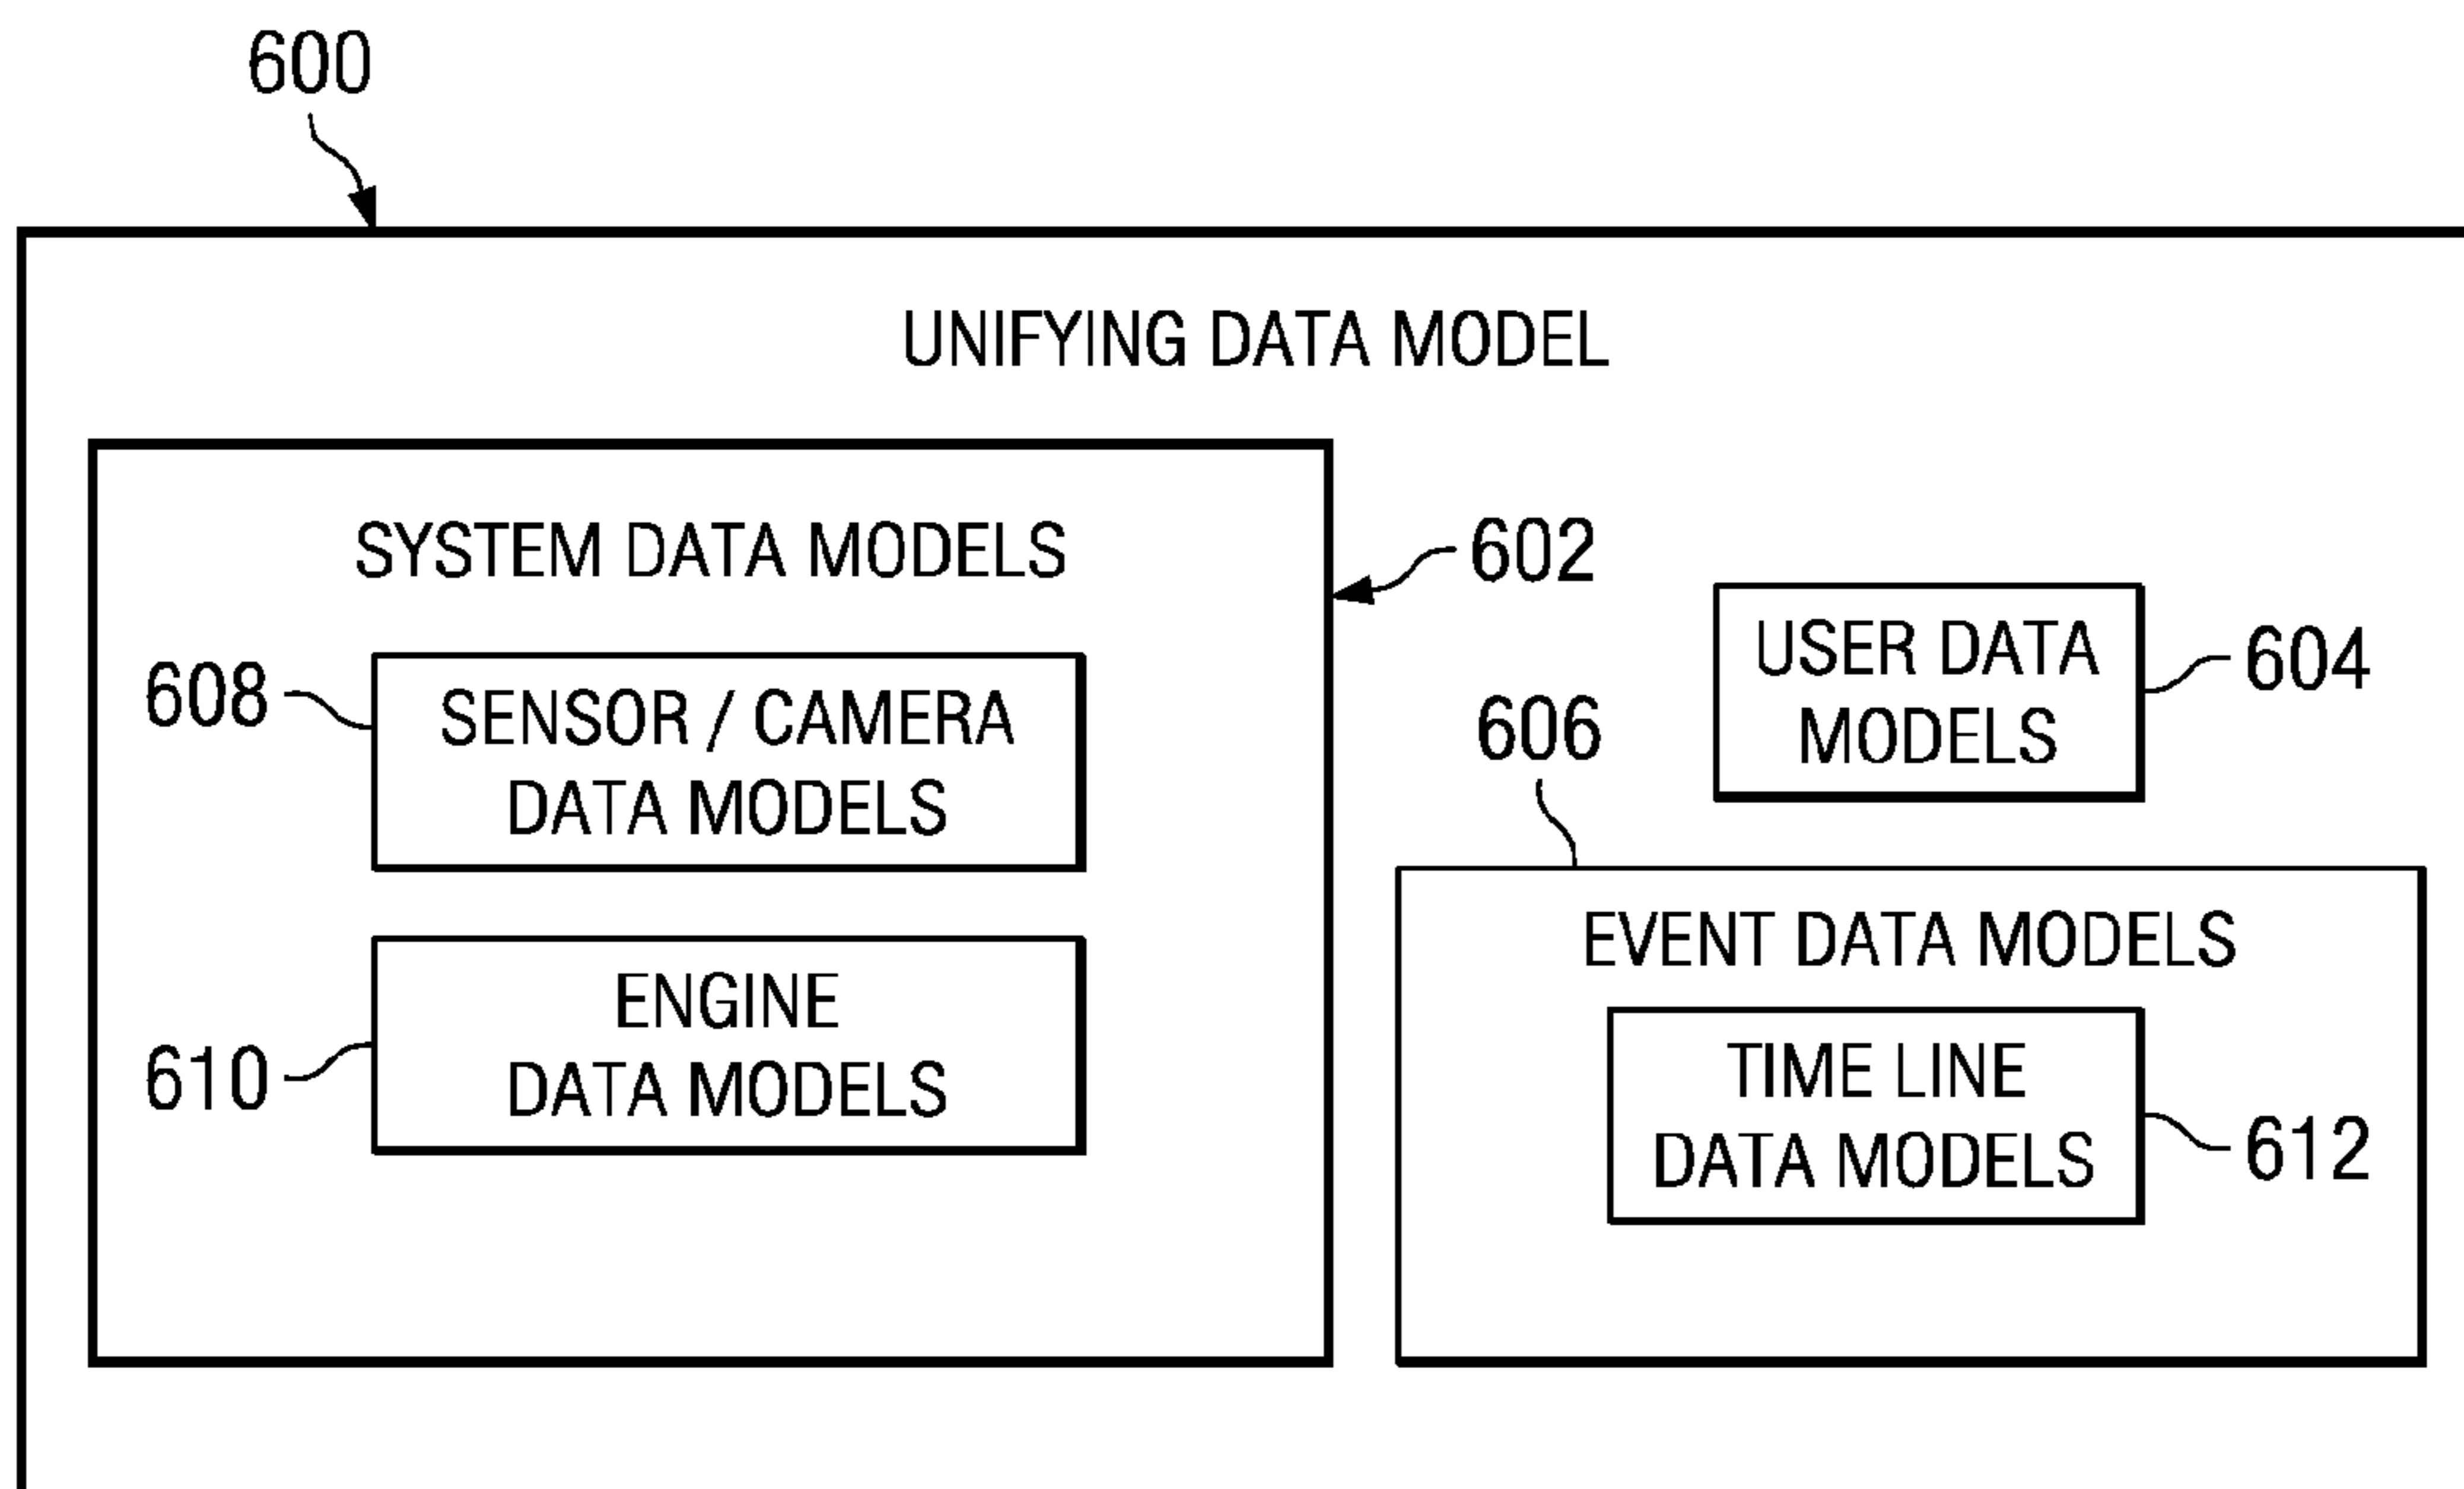 600
UNIFYING DATA MODEL
SYSTEM DATA MODELS
602
608
SENSOR / CAMERA
DATA MODELS
610
ENGINE
DATA MODELS
USER DATA
MODELS
604
606
EVENT DATA MODELS
TIME LINE
DATA MODELS
612